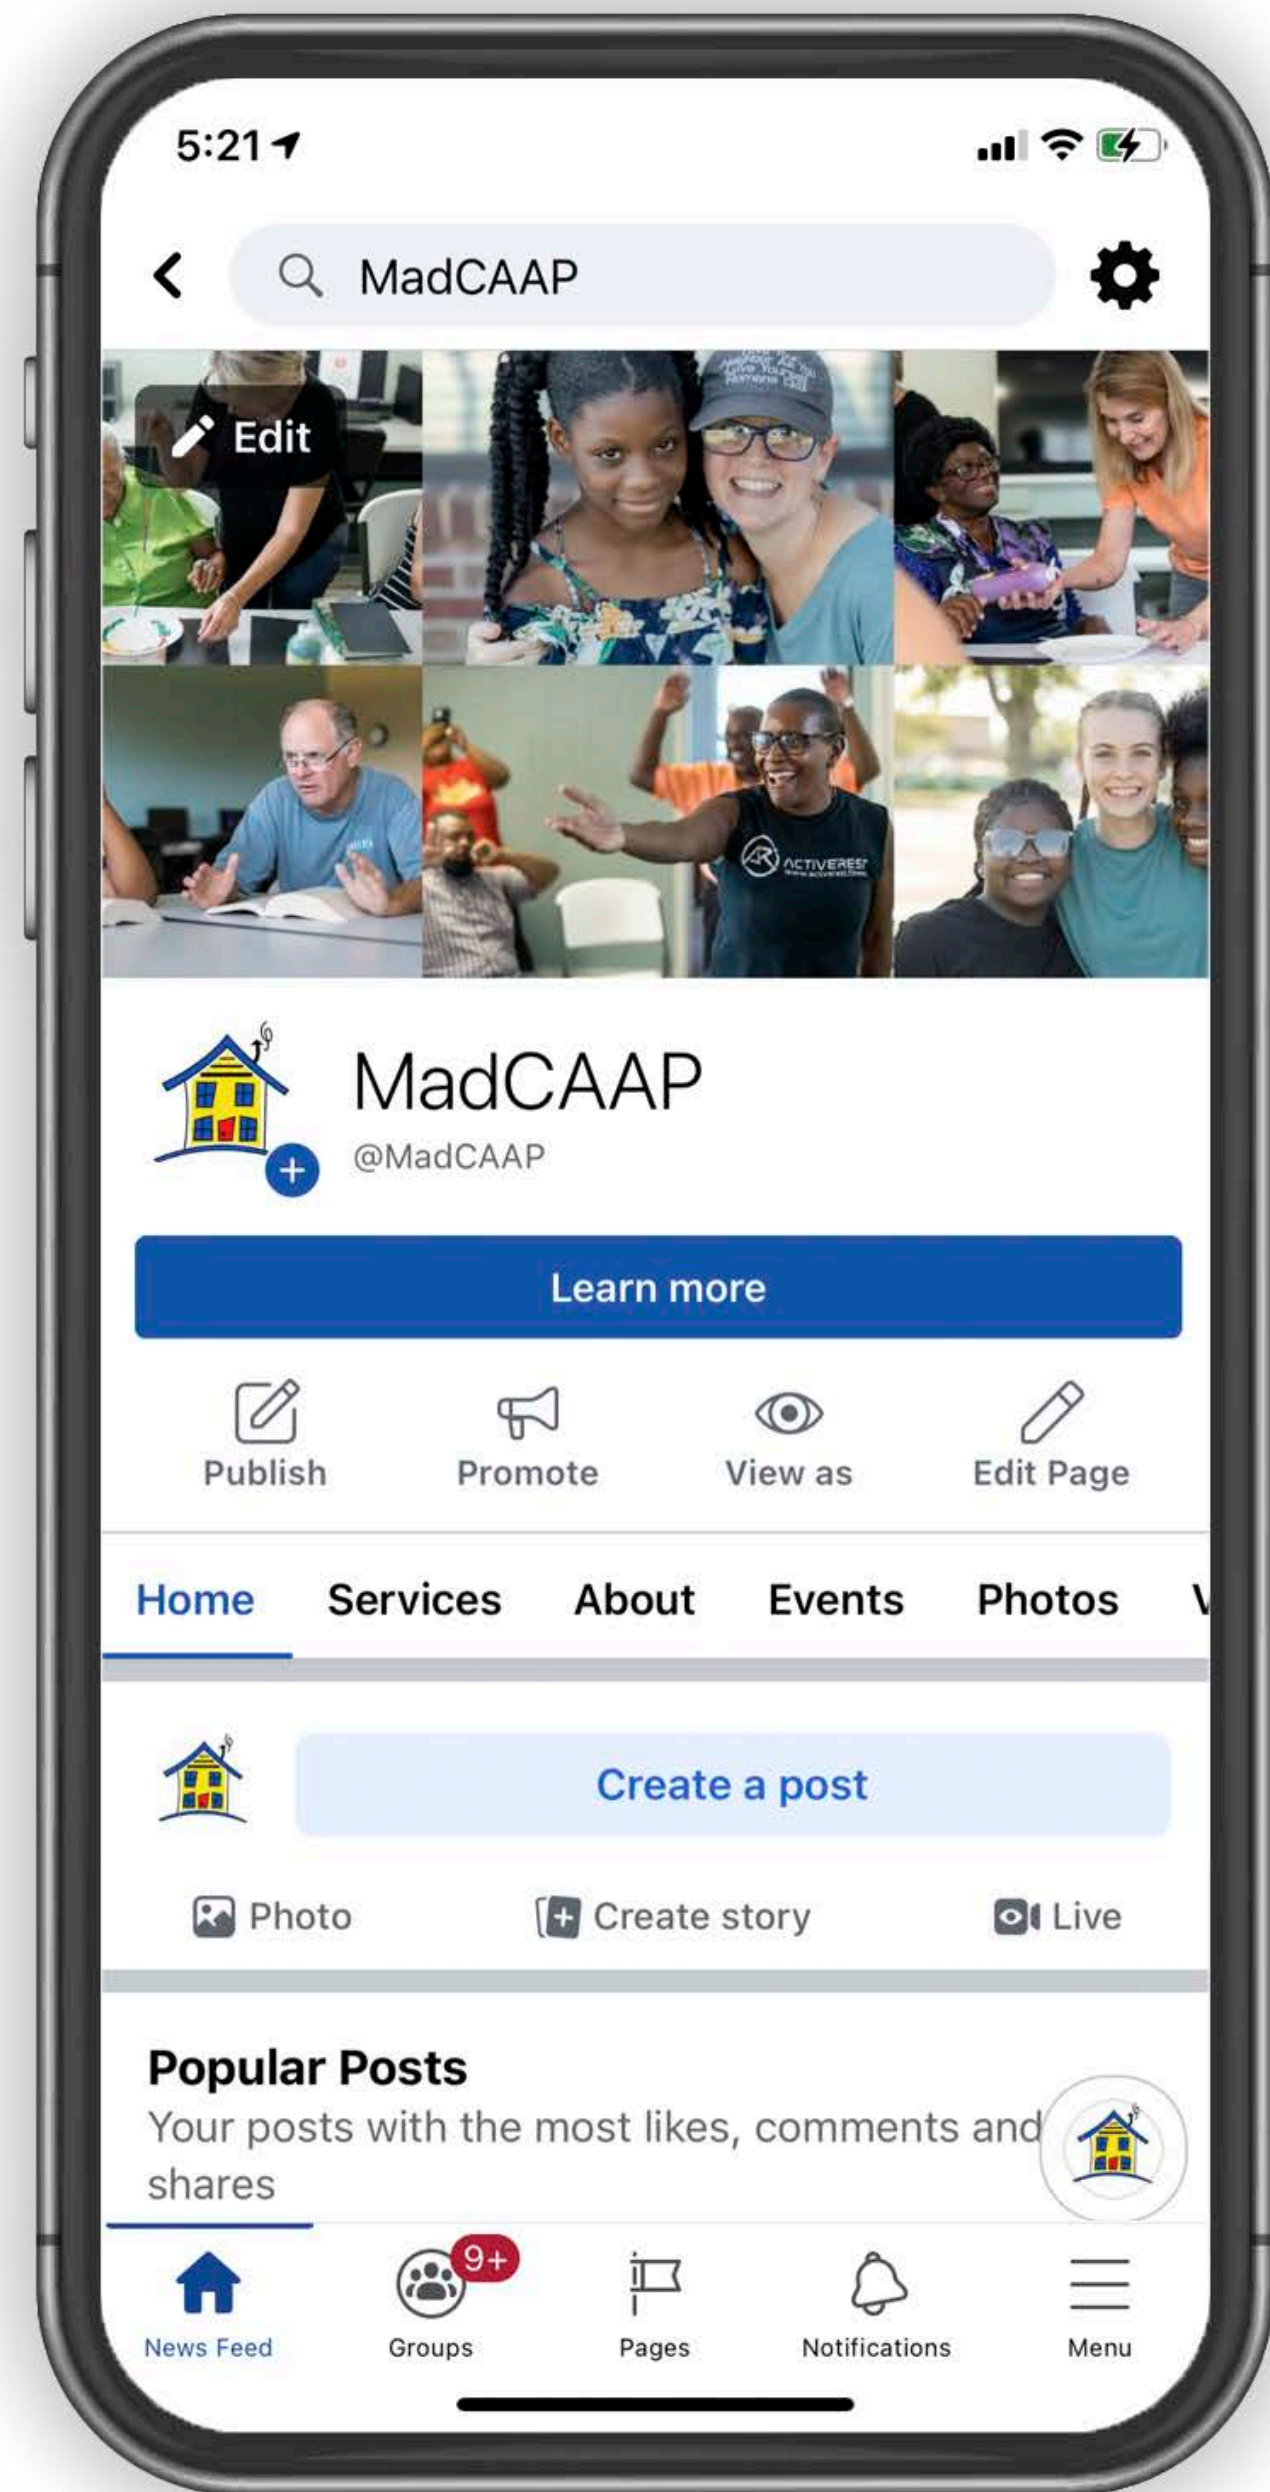 5:21
MadCAAP
Edit
ACTIVEREST
MadCAAP
@MadCAAP
Learn more
Publish Promote View as Edit Page
Home Services About Events Photos
Create a post
Photo Create story Live
Popular Posts
Your posts with the most likes, comments and
shares
9+
News Feed Groups Pages Notifications Menu